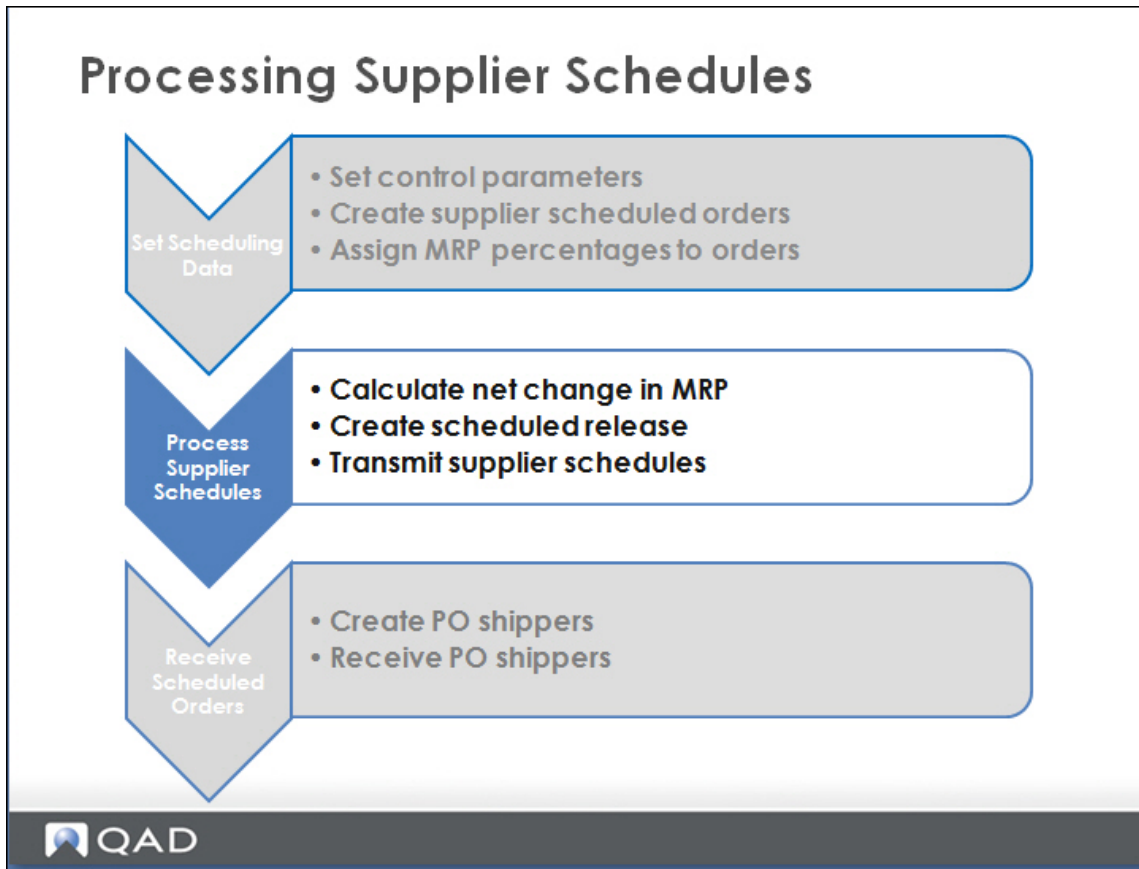 Processing Supplier Schedules
Set Scheduling
Data
• Set control parameters
• Create supplier scheduled orders
• Assign MRP percentages to orders
Process
Supplier
Schedules
• Calculate net change in MRP
• Create scheduled release
• Transmit supplier schedules
Receive
Scheduled
Orders
• Create PO shippers
• Receive PO shippers
QAD